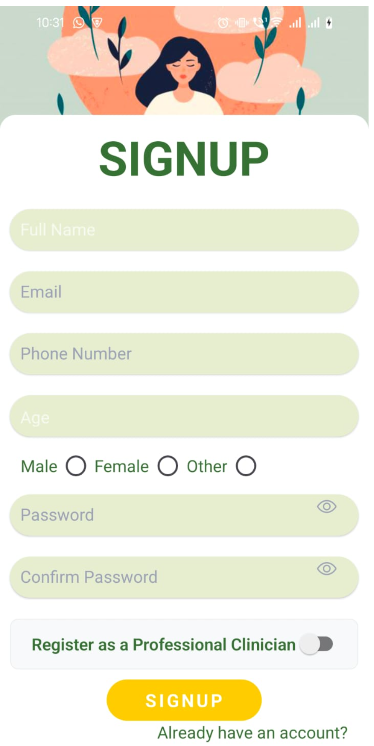 10:31
SIGNUP
Full Name
Email
Phone Number
Age
Male Female Other
Password
Confirm Password
Register as a Professional Clinician
SIGNUP
Already have an account?